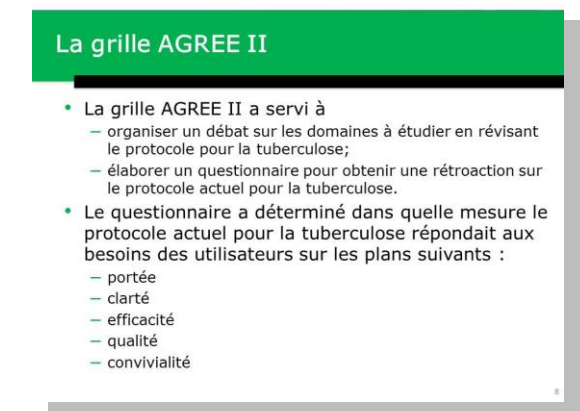 La grille AGREE II
• La grille AGREE II a servi à
– organiser un débat sur les domaines à étudier en révisant
le protocole pour la tuberculose;
– élaborer un questionnaire pour obtenir une rétroaction sur
le protocole actuel pour la tuberculose.
• Le questionnaire a déterminé dans quelle mesure le
protocole actuel pour la tuberculose répondait aux
besoins des utilisateurs sur les plans suivants :
– portée
– clarté
– efficacité
– qualité
– convivialité
8